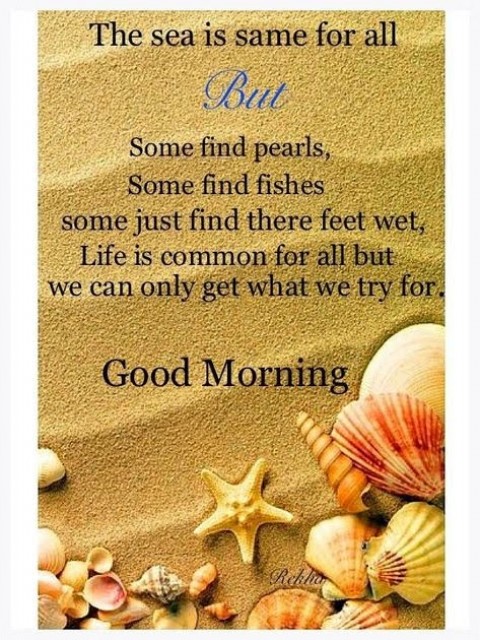 The sea is same for all
But
Some find pearls,
Some find fishes
some just find there feet wet,
Life is common for all but
we can only get what we try for.
Good Morning
Rekha